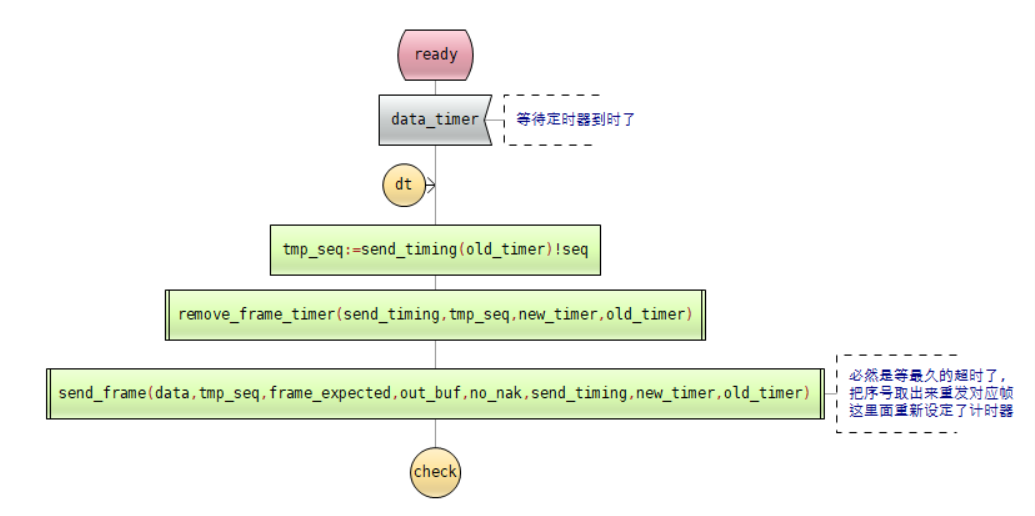 ready
data_timer
等待定时器到时了
dt
tmp_seq:=send_timing(old_timer)!seq
remove_frame_timer(send_timing,tmp_seq,new_timer,old_timer)
send_frame(data,tmp_seq,frame_expected,out_buf,no_nak,send_timing,new_timer,old_timer)
必然是等最久的超时了，
把序号取出来重发对应帧
这里面重新设定了计时器
check